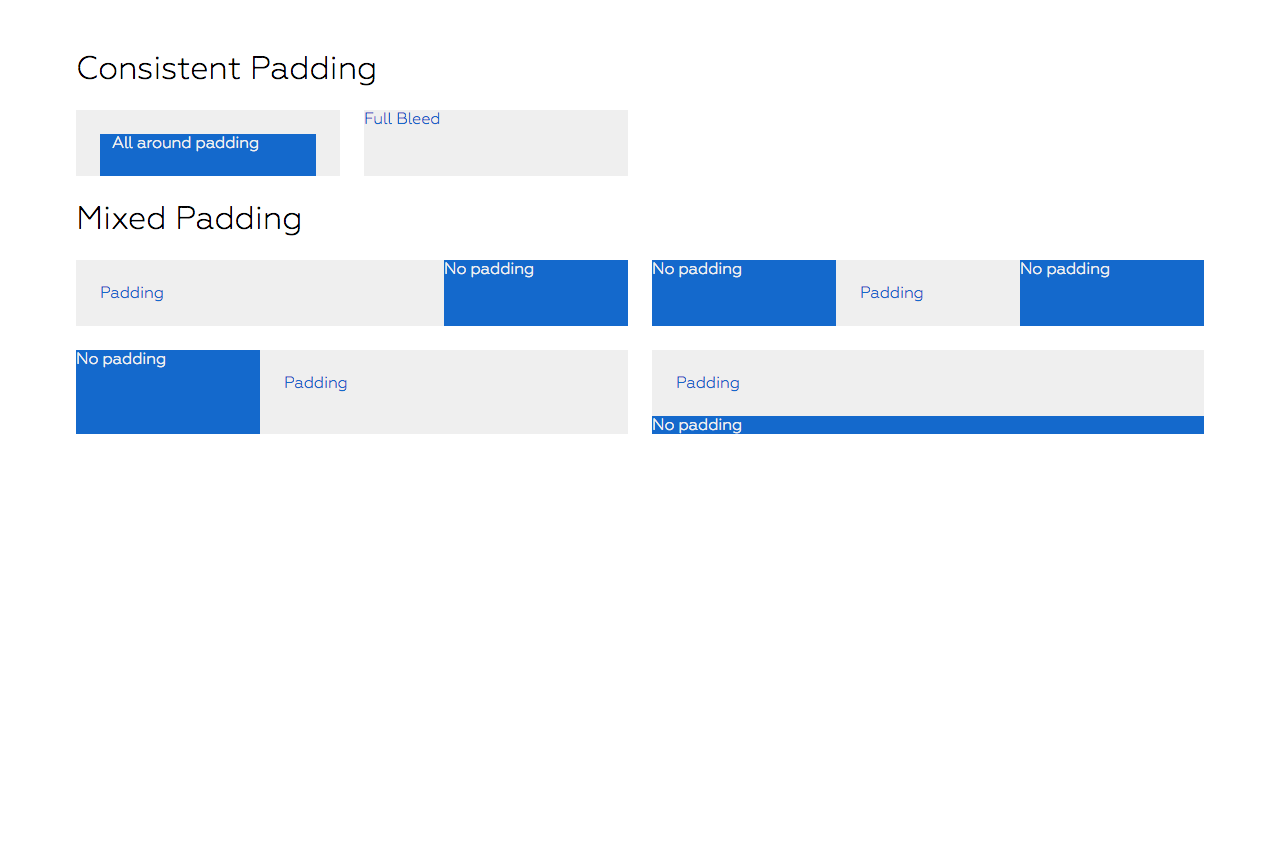 Consistent Padding
All around padding
Full Bleed
Mixed Padding
Padding
No padding
No padding
Padding
No padding
No padding
Padding
Padding
No padding